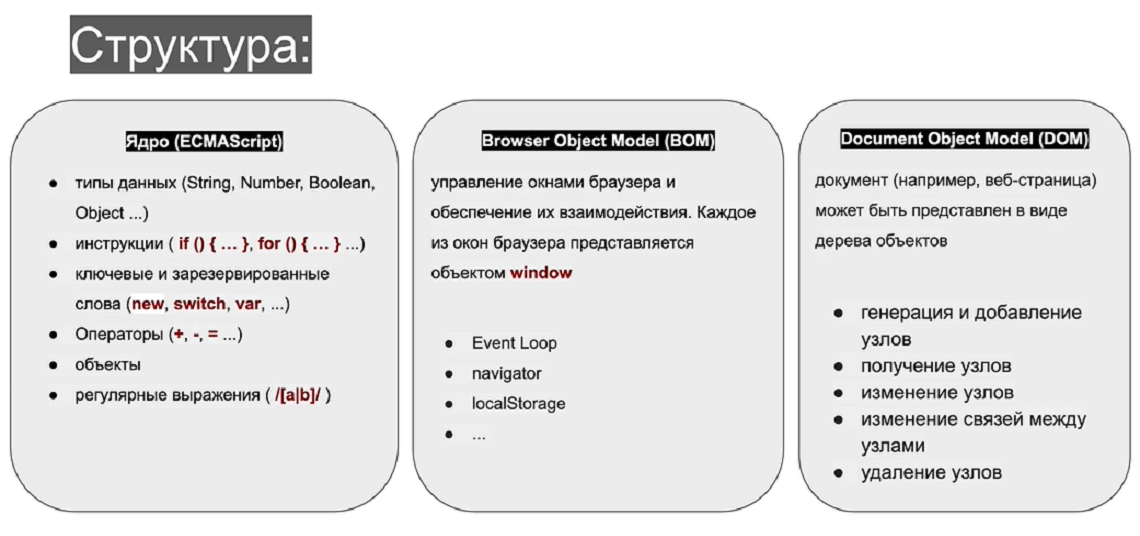 Структура:
Ядро (ECMAScript)
● типы данных (String, Number, Boolean,
Object ...)
● инструкции ( if () { ... }, for () { ... } ...)
● ключевые и зарезервированные
слова (new, switch, var, ...)
● Операторы (+, -, = ...)
● объекты
● регулярные выражения ( /[a|b]/ )
Browser Object Model (BOM)
управление окнами браузера и
обеспечение их взаимодействия. Каждое
из окон браузера представляется
объектом window
● Event Loop
● navigator
● localStorage
● ...
Document Object Model (DOM)
документ (например, веб-страница)
может быть представлен в виде
дерева объектов
● генерация и добавление
узлов
● получение узлов
● изменение узлов
● изменение связей между
узлами
● удаление узлов